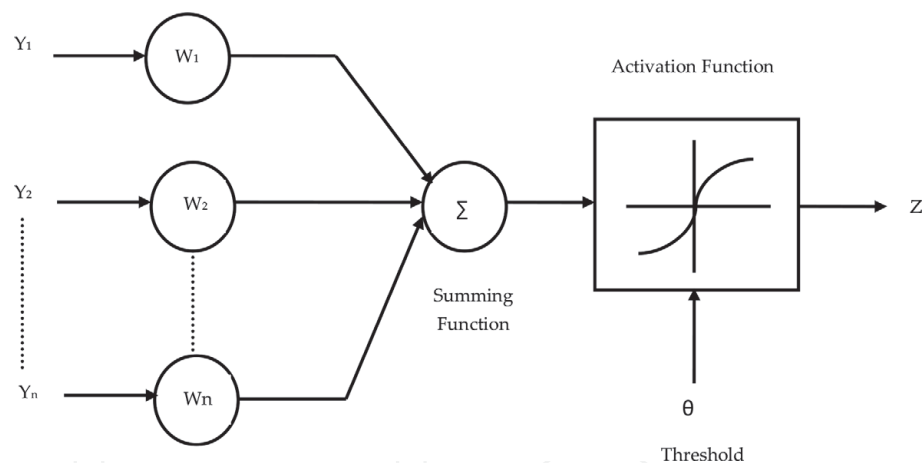 Y₁
W₁
Activation Function
Y₂
W₂
Σ
Z
Summing
Function
Yₙ
Wn
θ
Threshold